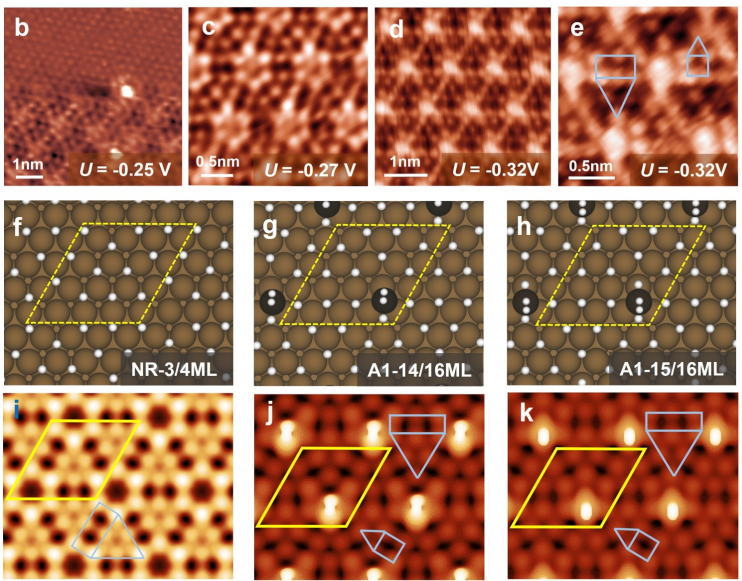 b
1nm
U = -0.25 V
c
0.5nm
U = -0.27 V
d
1nm
U = -0.32V
e
0.5nm
U = -0.32V
f
NR-3/4ML
g
A1-14/16ML
h
A1-15/16ML
i
j
k